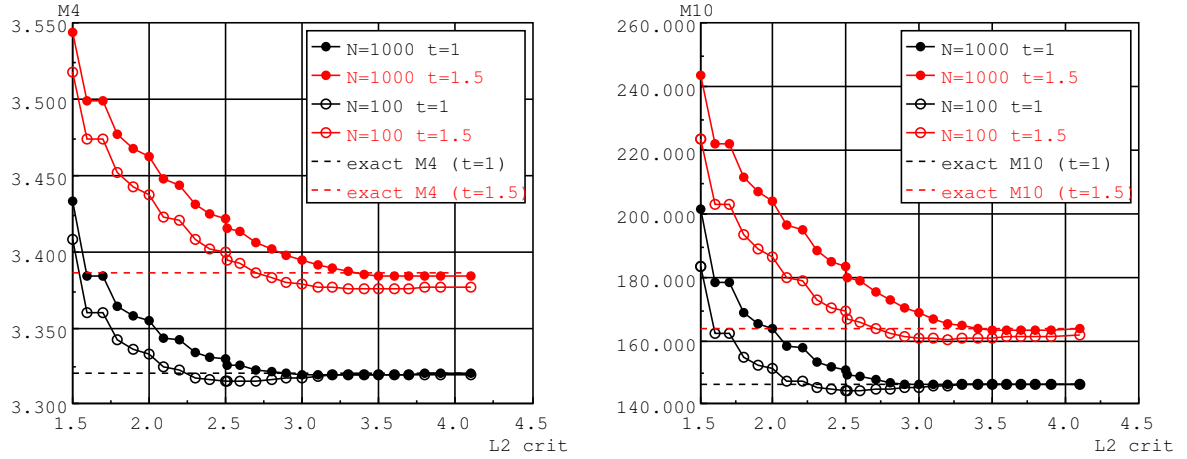 M4
3.550
3.500
3.450
3.400
3.350
3.300
1.5 2.0 2.5 3.0 3.5 4.0 4.5
L2 crit
N=1000 t=1
N=1000 t=1.5
N=100 t=1
N=100 t=1.5
exact M4 (t=1)
exact M4 (t=1.5)
M10
260.000
240.000
220.000
200.000
180.000
160.000
140.000
1.5 2.0 2.5 3.0 3.5 4.0 4.5
L2 crit
N=1000 t=1
N=1000 t=1.5
N=100 t=1
N=100 t=1.5
exact M10 (t=1)
exact M10 (t=1.5)